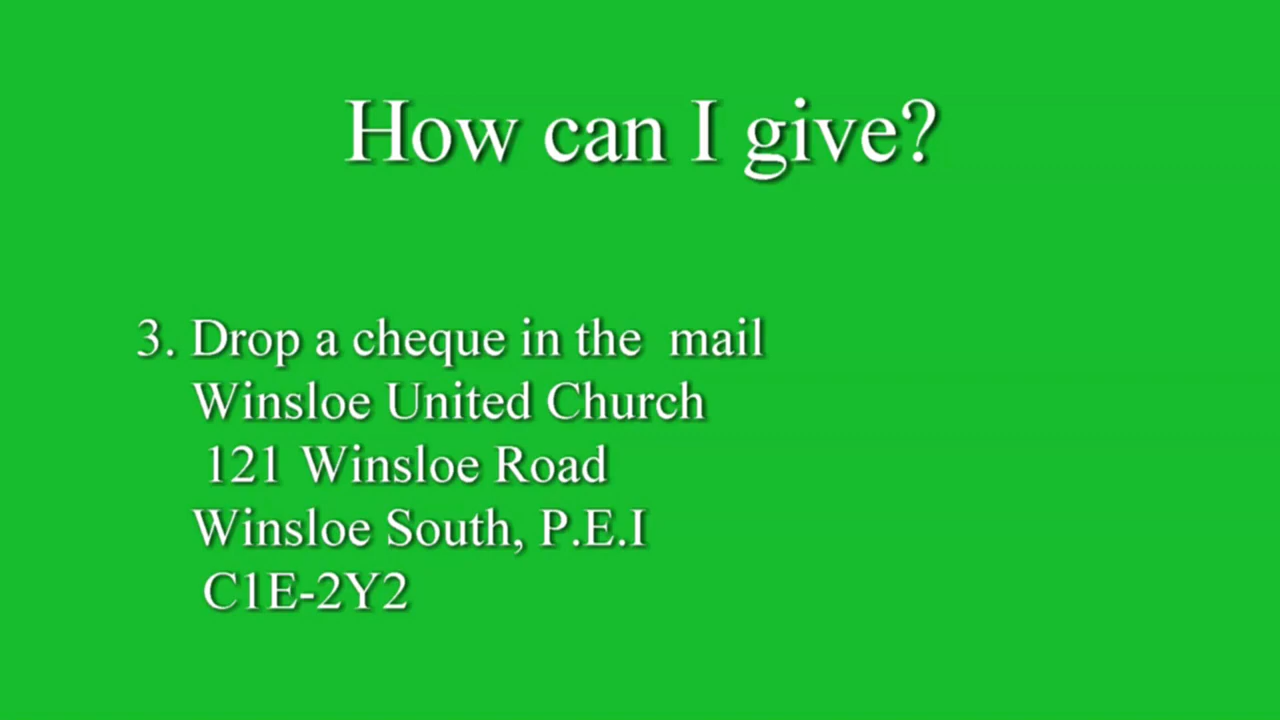 How can I give?
3. Drop a cheque in the mail
Winsloe United Church
121 Winsloe Road
Winsloe South, P.E.I
C1E-2Y2